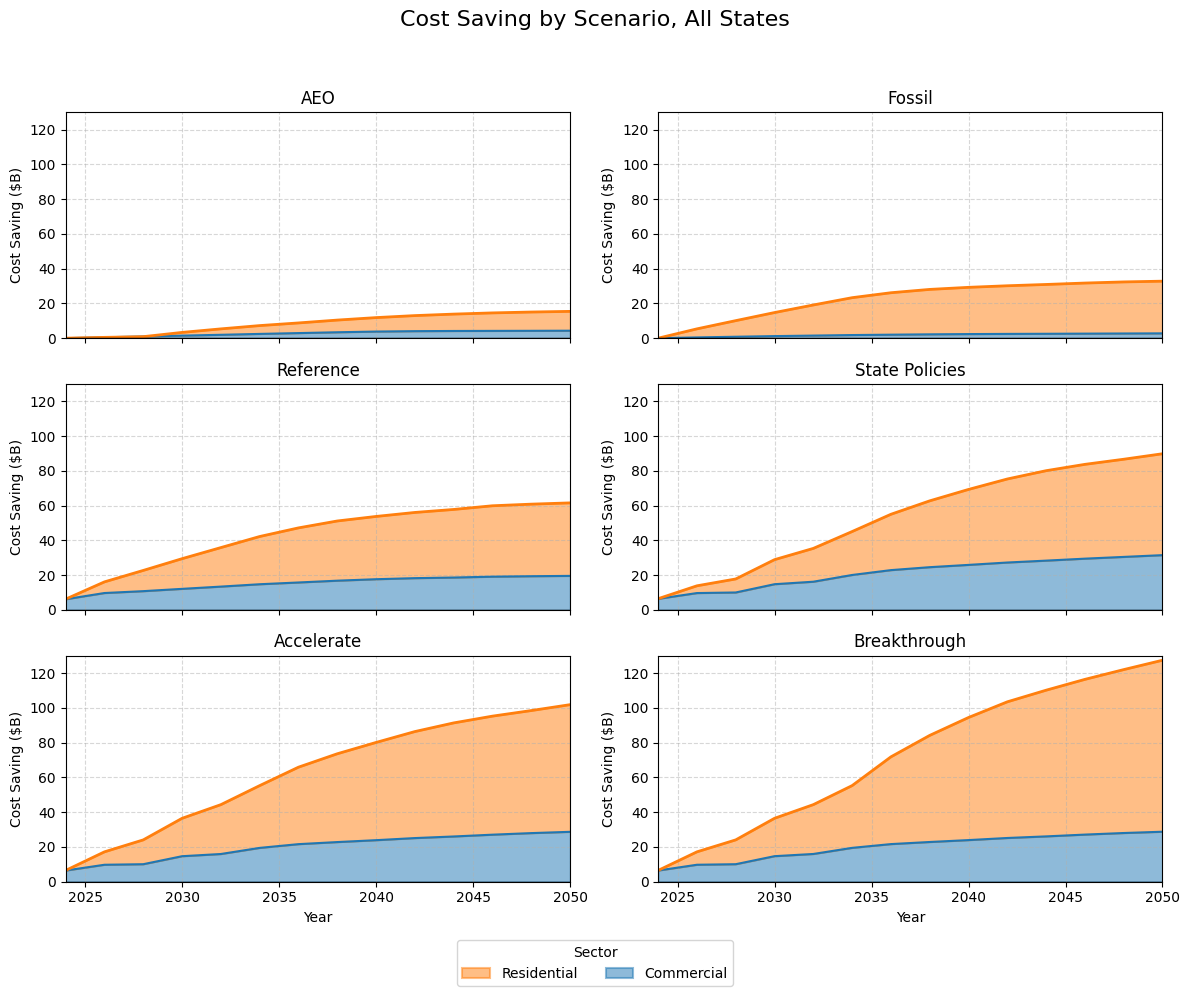 Cost Saving by Scenario, All States
AEO
Cost Saving ($B)
120
100
80
60
40
20
0
Fossil
Cost Saving ($B)
120
100
80
60
40
20
0
Reference
Cost Saving ($B)
120
100
80
60
40
20
0
State Policies
Cost Saving ($B)
120
100
80
60
40
20
0
Accelerate
Cost Saving ($B)
120
100
80
60
40
20
0
2025 2030 2035 2040 2045 2050
Year
Breakthrough
Cost Saving ($B)
120
100
80
60
40
20
0
2025 2030 2035 2040 2045 2050
Year
Sector
Residential Commercial